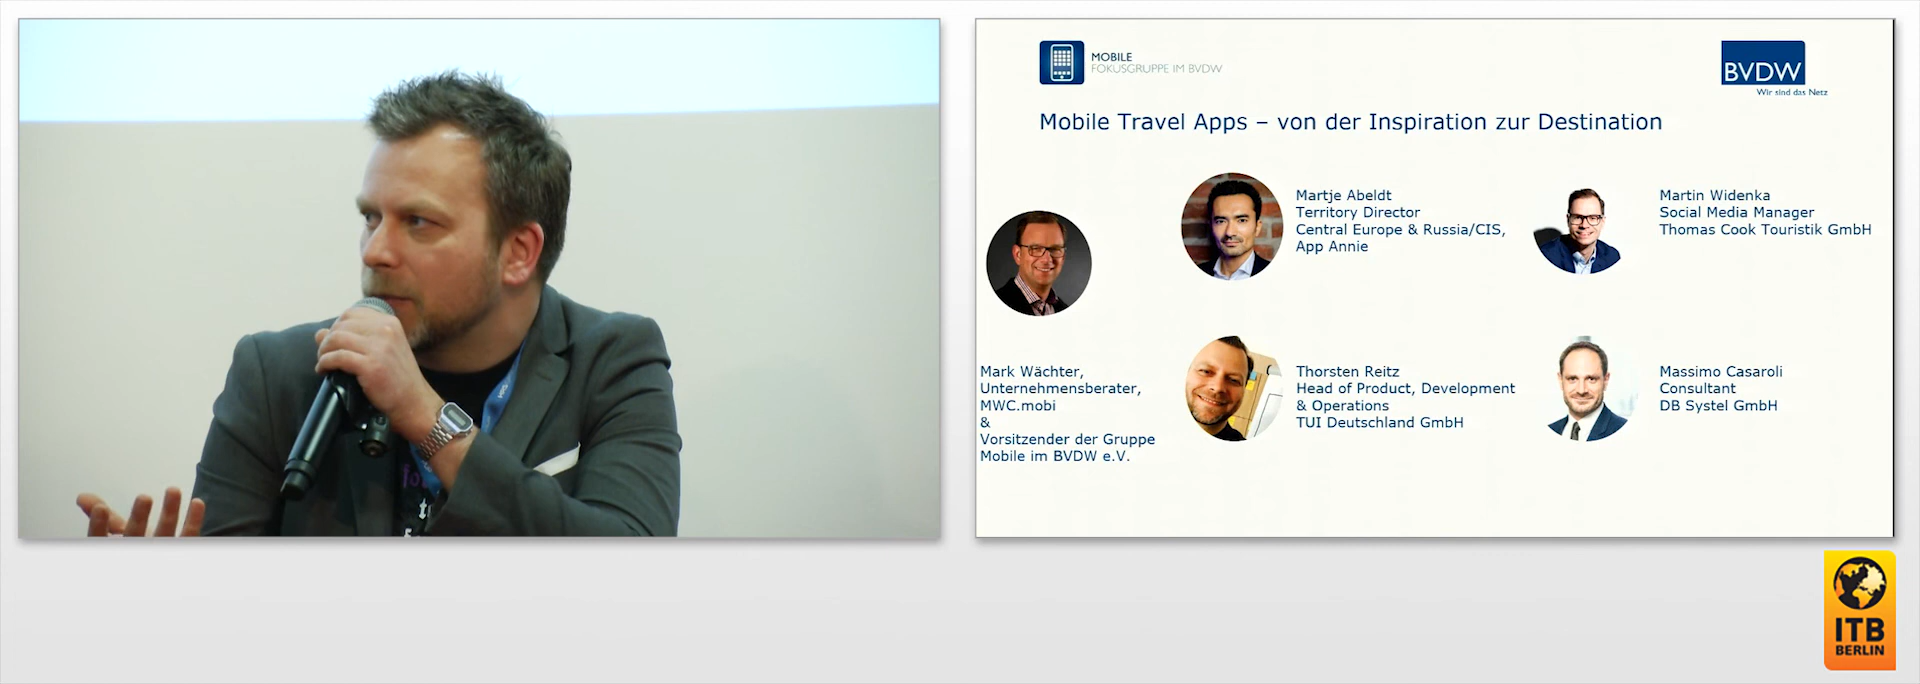 MOBILE
FOKUSGRUPPE IM BVDW
BVDW
Wir sind das Netz
Mobile Travel Apps – von der Inspiration zur Destination
Mark Wächter,
Unternehmensberater,
MWC.mobi
&
Vorsitzender der Gruppe
Mobile im BVDW e.V.
Martje Abeldt
Territory Director
Central Europe & Russia/CIS,
App Annie
Martin Widenka
Social Media Manager
Thomas Cook Touristik GmbH
Thorsten Reitz
Head of Product, Development
& Operations
TUI Deutschland GmbH
Massimo Casaroli
Consultant
DB Systel GmbH
ITB
BERLIN